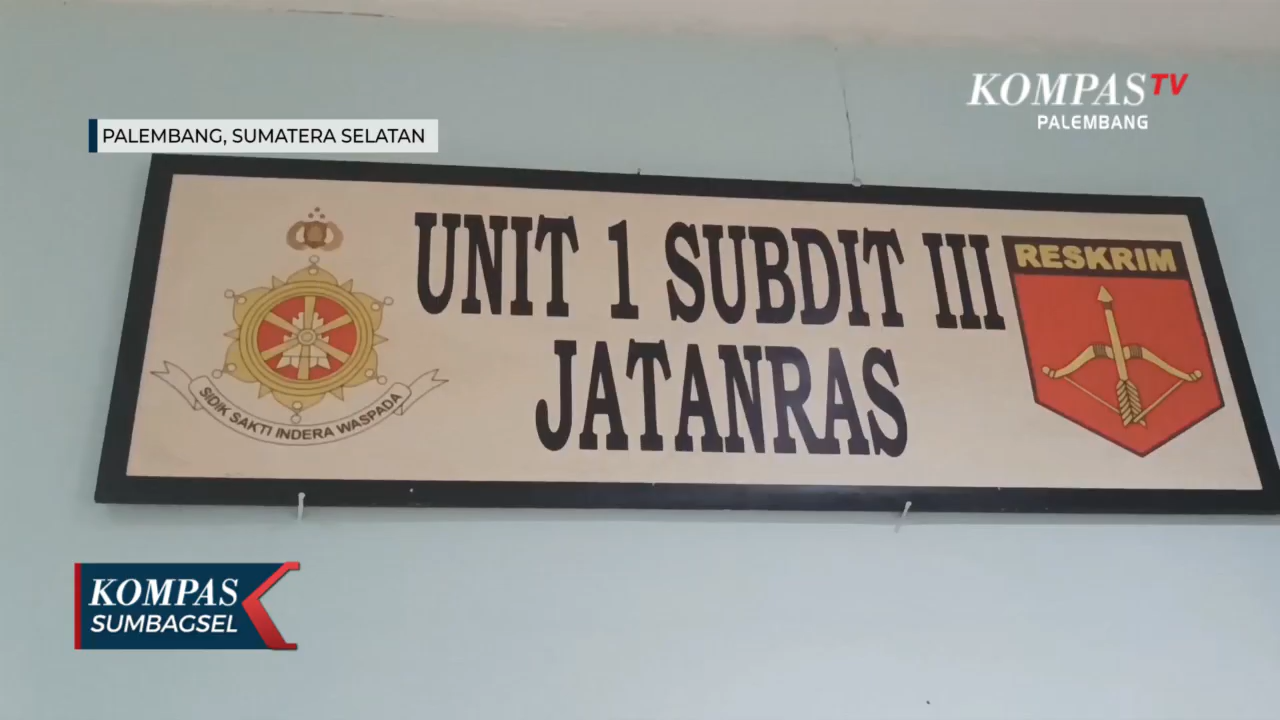 KOMPAS TV
PALEMBANG
PALEMBANG, SUMATERA SELATAN
UNIT 1 SUBDIT III
JATANRAS
RESKRIM
SIDIK SAKTI INDERA WASPADA
KOMPAS
SUMBAGSEL